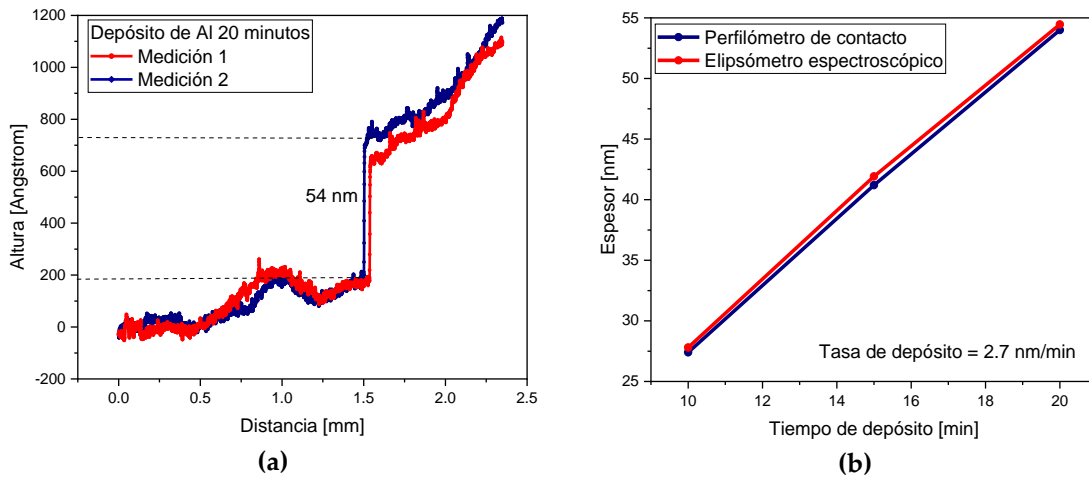 Depósito de Al 20 minutos
Medición 1
Medición 2
Altura [Angstrom]
1200
1000
800
600
400
200
0
-200
54 nm
0.0 0.5 1.0 1.5 2.0 2.5
Distancia [mm]
(a)
Perfilómetro de contacto
Elipsómetro espectroscópico
Espesor [nm]
55
50
45
40
35
30
25
Tasa de depósito = 2.7 nm/min
10 12 14 16 18 20
Tiempo de depósito [min]
(b)